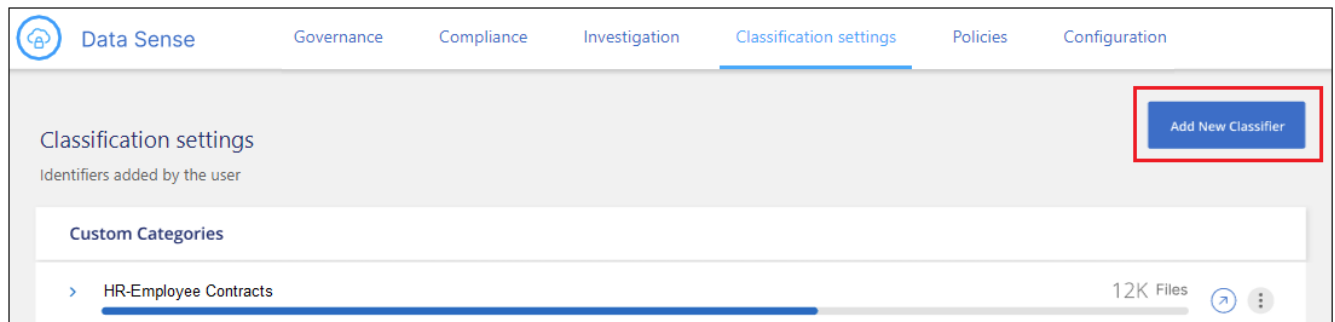 Data Sense Governance Compliance Investigation Classification settings Policies Configuration
Add New Classifier
Classification settings
Identifiers added by the user
Custom Categories
HR-Employee Contracts 12K Files